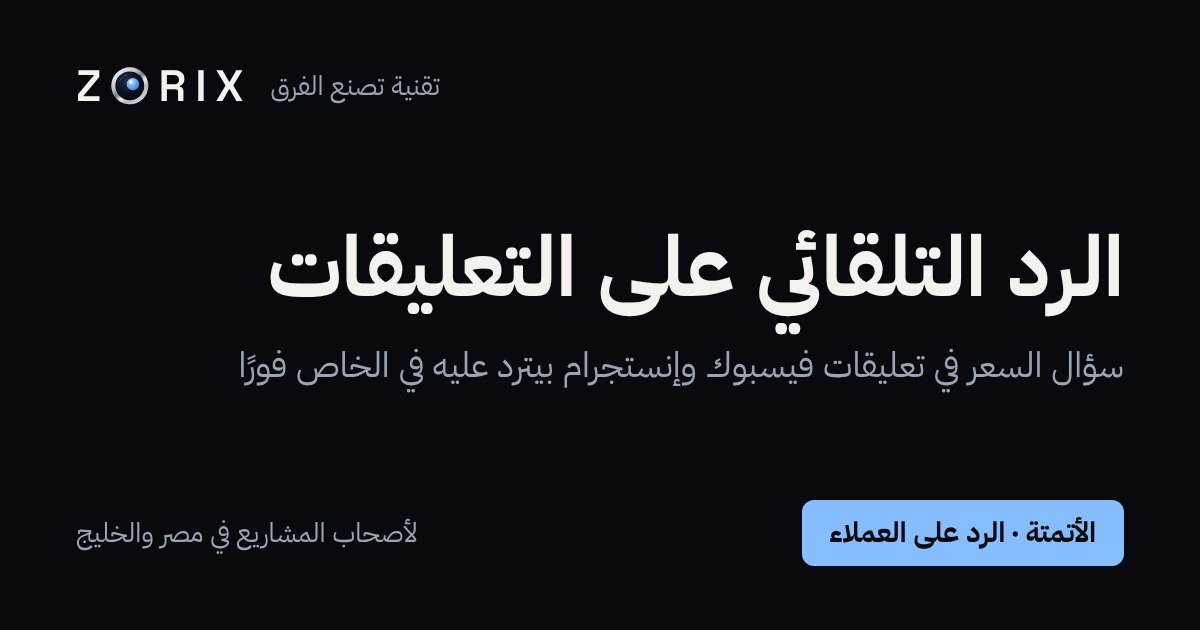 ZORIX تقنية تصنع الفرق
الرد التلقائي على التعليقات
سؤال السعر في تعليقات فيسبوك وإنستجرام بيترد عليه في الخاص فورًا
الأتمتة · الرد على العملاء
لأصحاب المشاريع في مصر والخليج